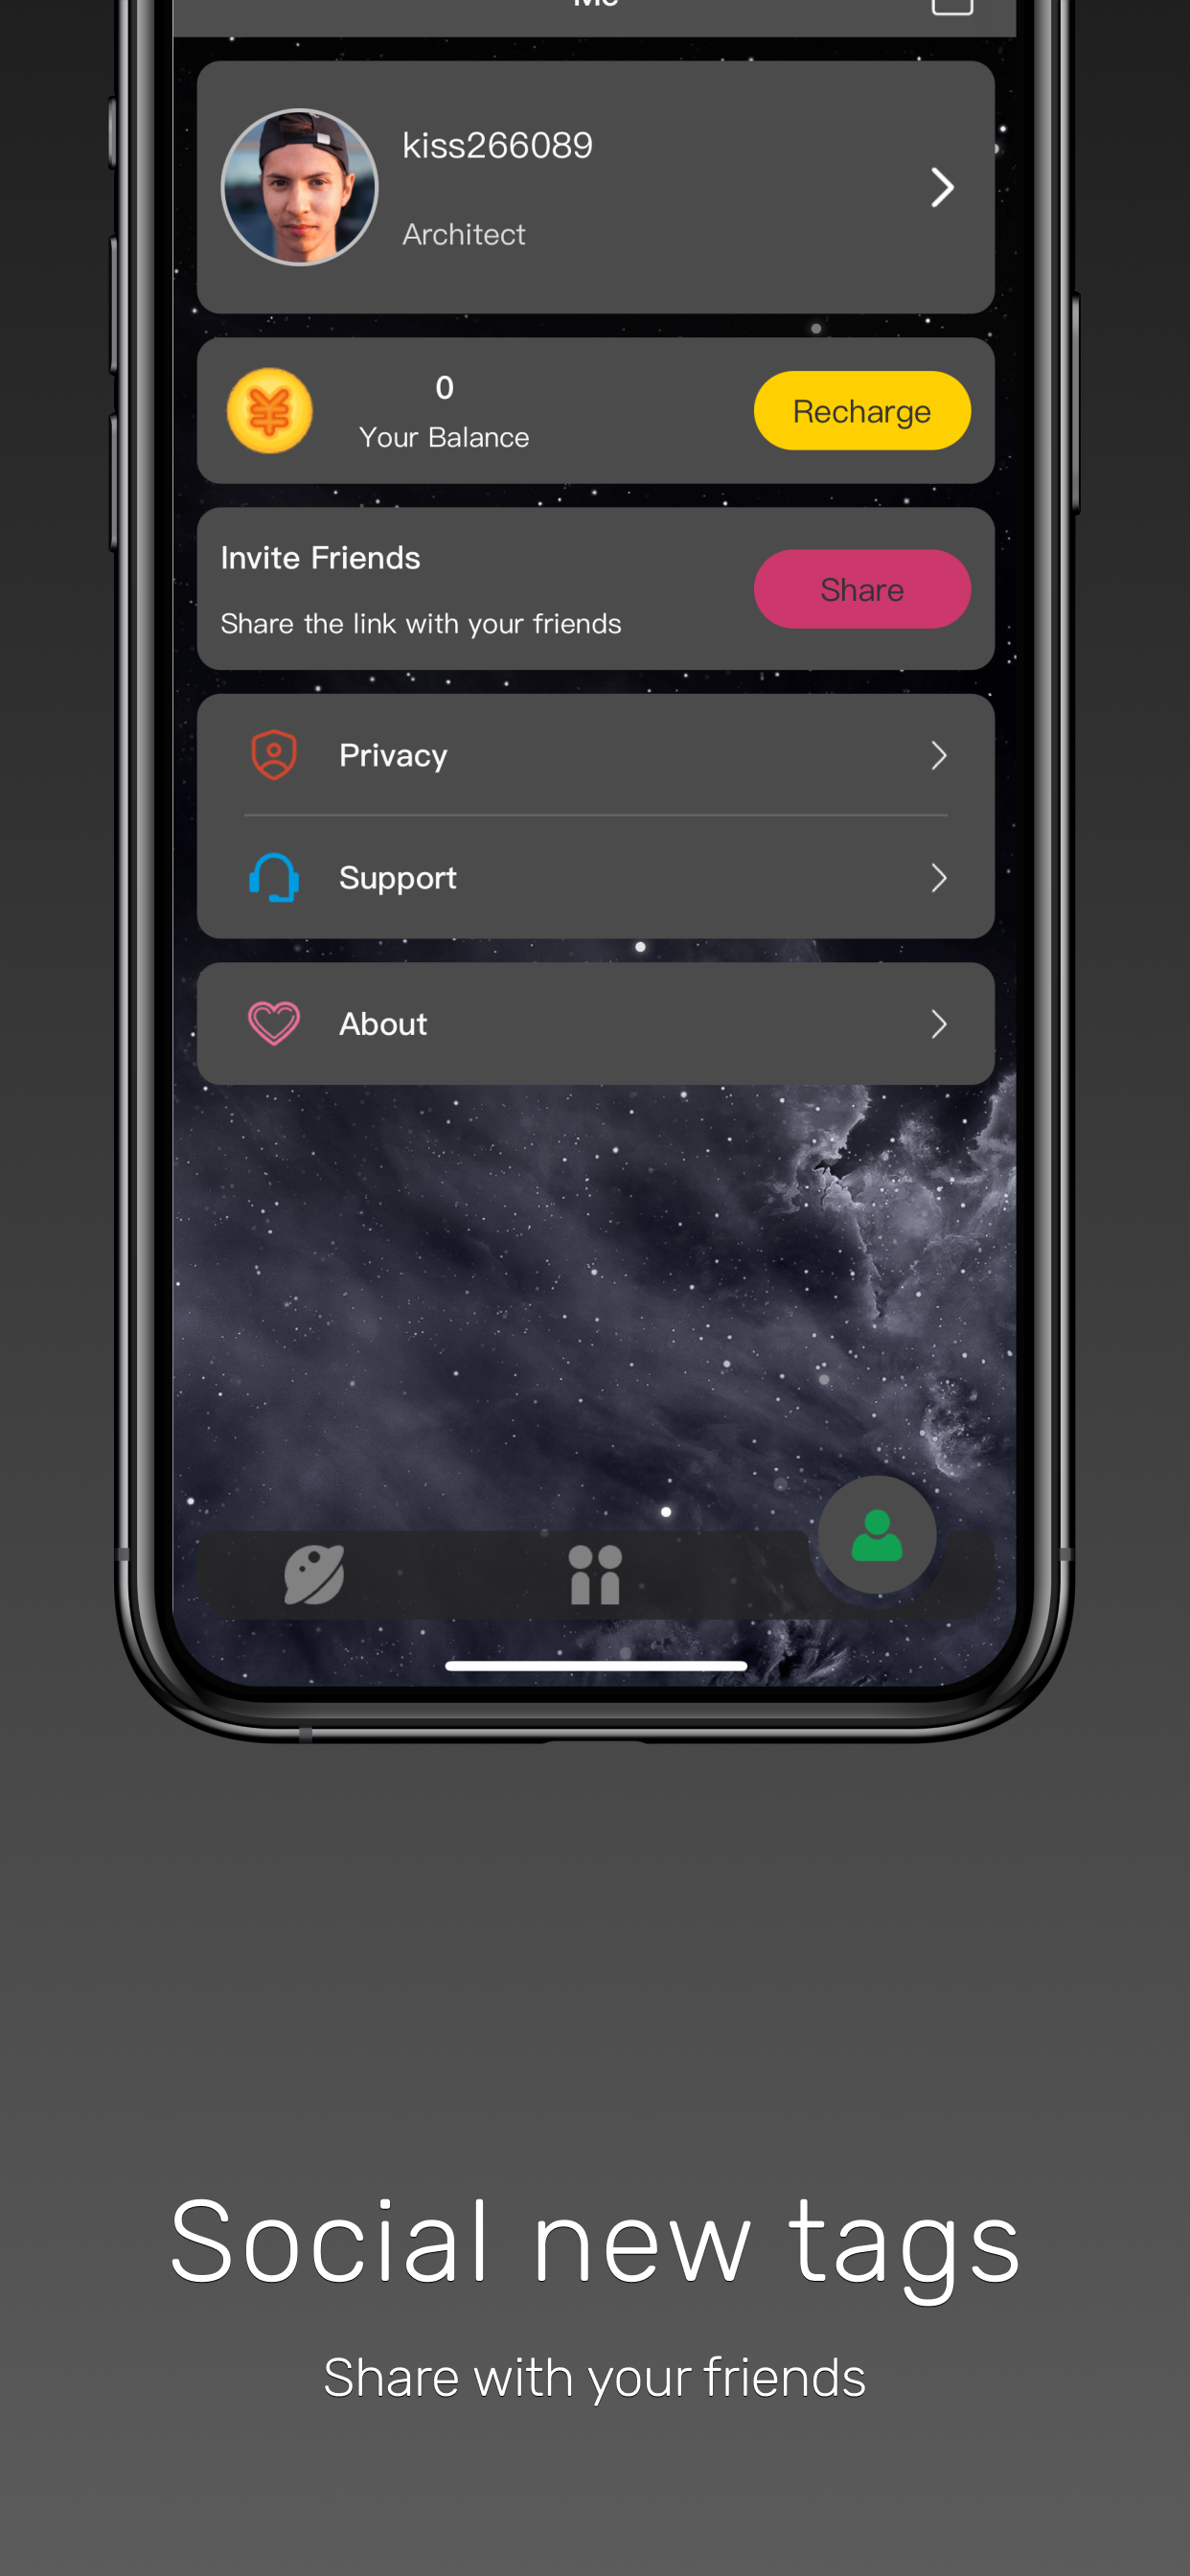 Me
kiss266089
Architect
¥
0
Your Balance
Recharge
Invite Friends
Share the link with your friends
Share
Privacy
Support
About
Social new tags
Share with your friends